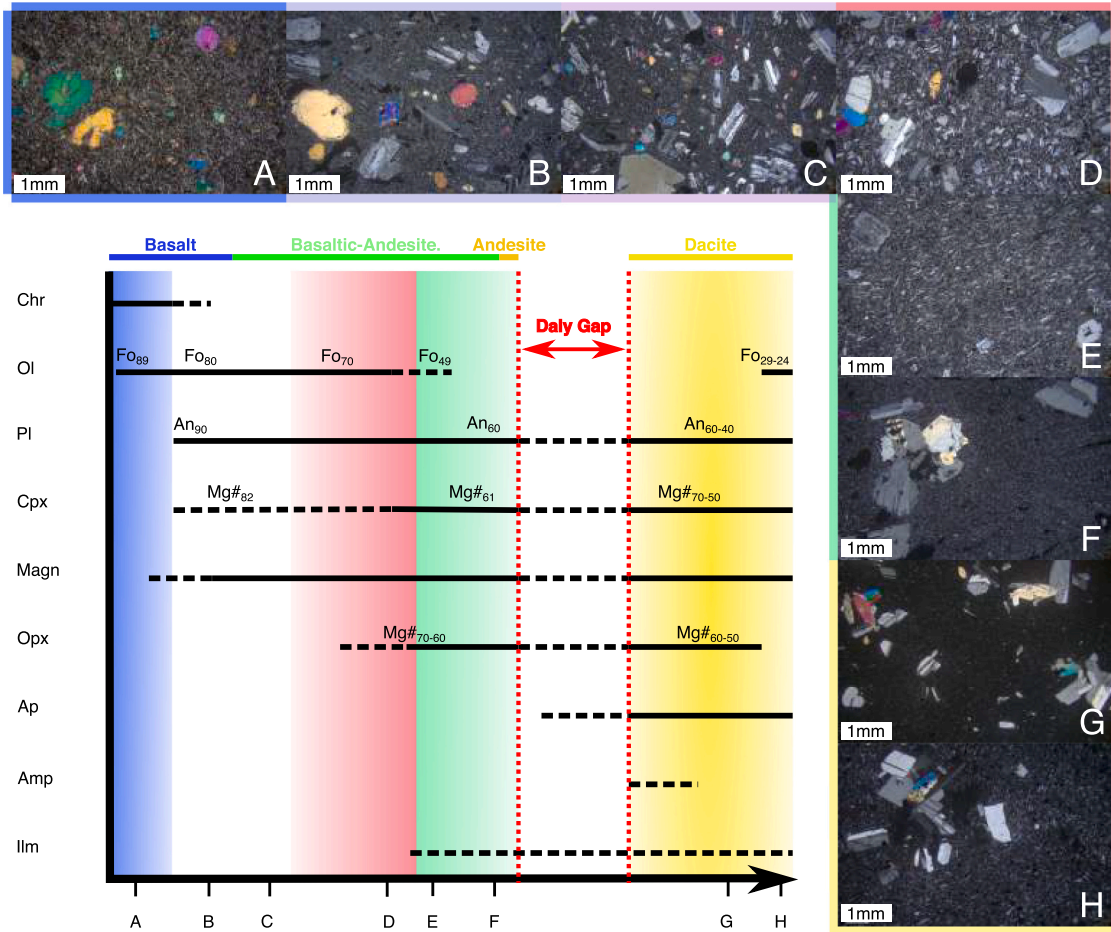 1mm A
1mm B
1mm C
1mm D
1mm E
1mm F
1mm G
1mm H
Basalt Basaltic-Andesite. Andesite Dacite
Daly Gap
Chr
Ol Fo89 Fo80 Fo70 Fo49 Fo29-24
Pl An90 An60 An60-40
Cpx Mg#82 Mg#61 Mg#70-50
Magn
Opx Mg#70-60 Mg#60-50
Ap
Amp
Ilm
A B C D E F G H